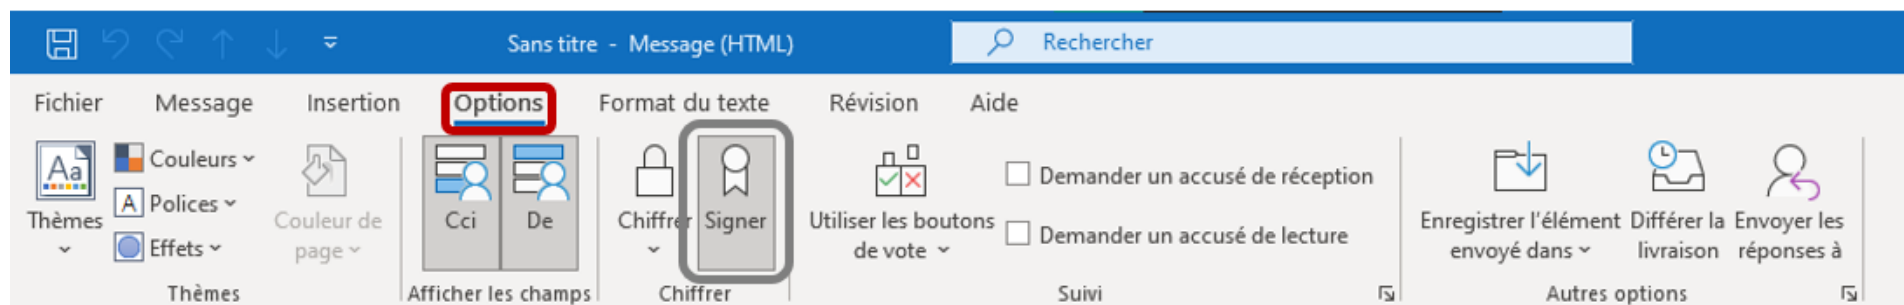 Sans titre - Message (HTML)
Rechercher
Fichier Message Insertion Options Format du texte Révision Aide
Aa
Thèmes
Couleurs
A Polices
Effets
Couleur de
page
Thèmes
Cci
De
Afficher les champs
Chiffrer
Signer
Chiffrer
Utiliser les boutons
de vote
Demander un accusé de réception
Demander un accusé de lecture
Suivi
Enregistrer l'élément
envoyé dans
Différer la
livraison
Envoyer les
réponses à
Autres options